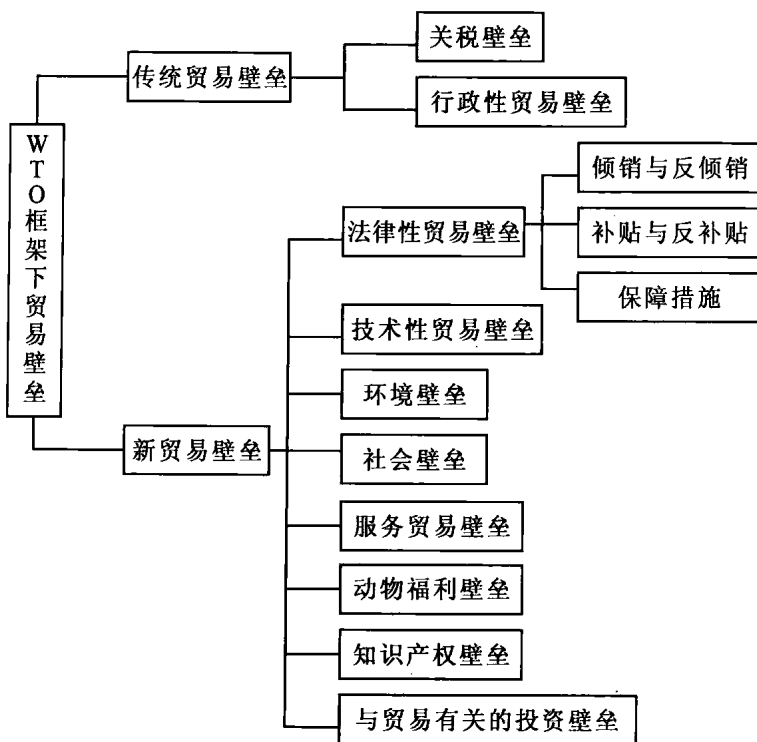 WTO框架下贸易壁垒
传统贸易壁垒
关税壁垒
行政性贸易壁垒
新贸易壁垒
法律性贸易壁垒
倾销与反倾销
补贴与反补贴
保障措施
技术性贸易壁垒
环境壁垒
社会壁垒
服务贸易壁垒
动物福利壁垒
知识产权壁垒
与贸易有关的投资壁垒